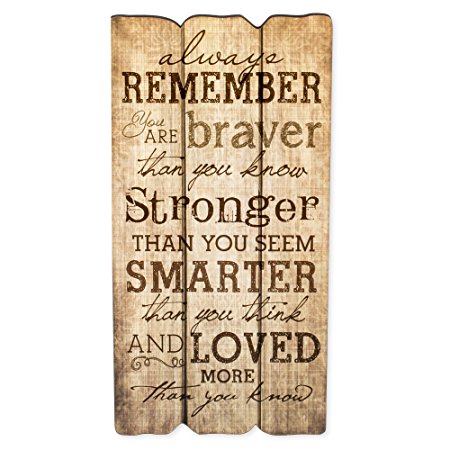 always
REMEMBER
You ARE braver
than you know
Stronger
THAN YOU SEEM
SMARTER
than you think
AND LOVED
MORE
than you know